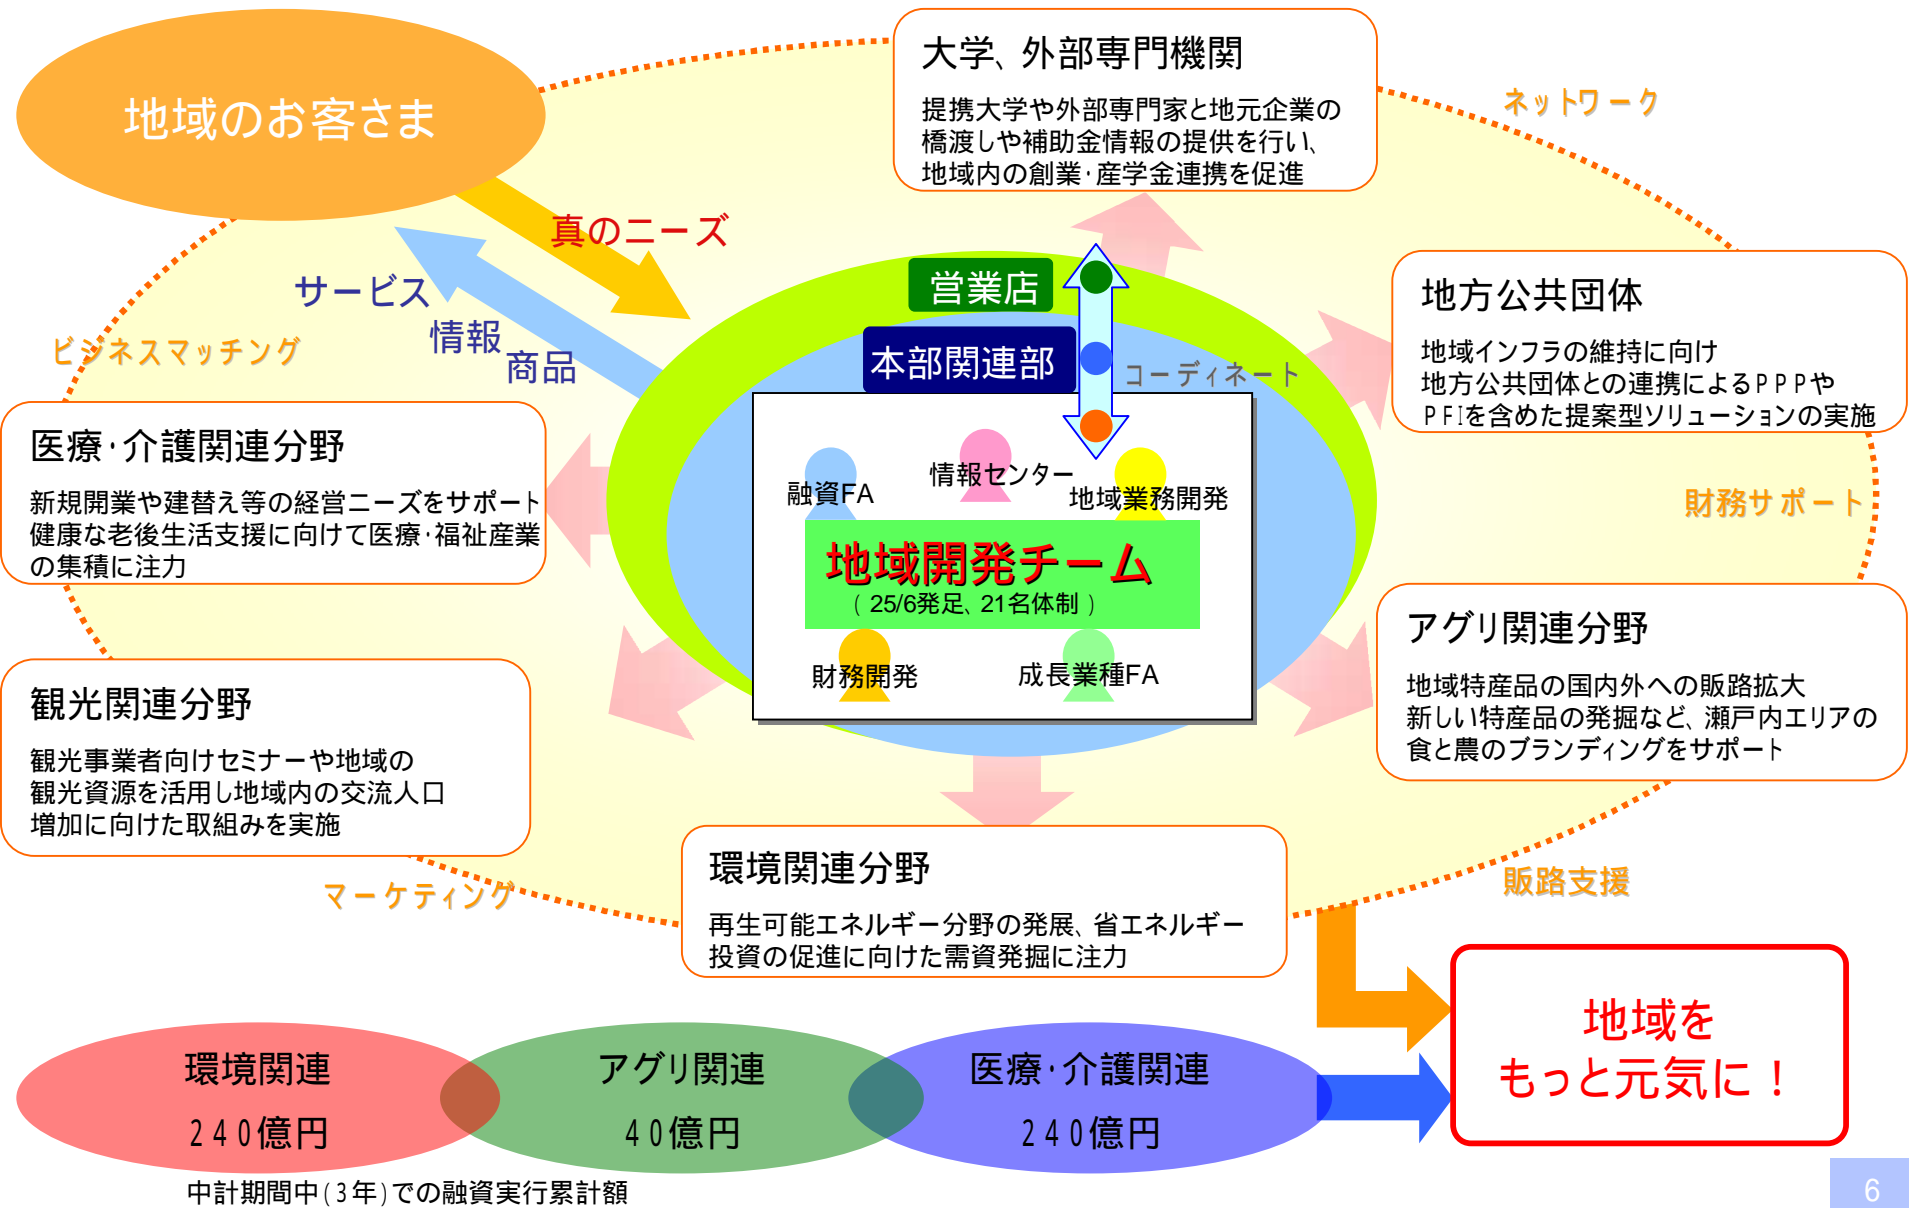 地域のお客さま
大学、外部専門機関
提携大学や外部専門家と地元企業の
橋渡しや補助金情報の提供を行い、
地域内の創業・産学金連携を促進
ネットワーク
真のニーズ
サービス
情報
商品
ビジネスマッチング
営業店
本部関連部
コーディネート
地方公共団体
地域インフラの維持に向け
地方公共団体との連携によるPPPや
PFIを含めた提案型ソリューションの実施
医療・介護関連分野
新規開業や建替え等の経営ニーズをサポート
健康な老後生活支援に向けて医療・福祉産業
の集積に注力
融資FA
情報センター
地域業務開発
地域開発チーム
(25/6発足、21名体制)
財務開発
成長業種FA
財務サポート
アグリ関連分野
地域特産品の国内外への販路拡大
新しい特産品の発掘など、瀬戸内エリアの
食と農のブランディングをサポート
観光関連分野
観光事業者向けセミナーや地域の
観光資源を活用し地域内の交流人口
増加に向けた取組みを実施
マーケティング
環境関連分野
再生可能エネルギー分野の発展、省エネルギー
投資の促進に向けた需資発掘に注力
販路支援
環境関連
240億円
アグリ関連
40億円
医療・介護関連
240億円
地域を
もっと元気に！
中計期間中(3年)での融資実行累計額
6